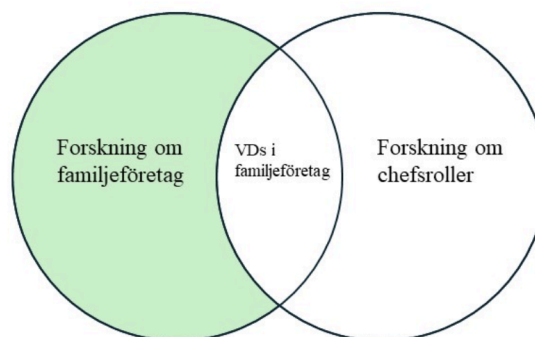 Forskning om
familjeföretag
VDs i
familjeföretag
Forskning om
chefsroller